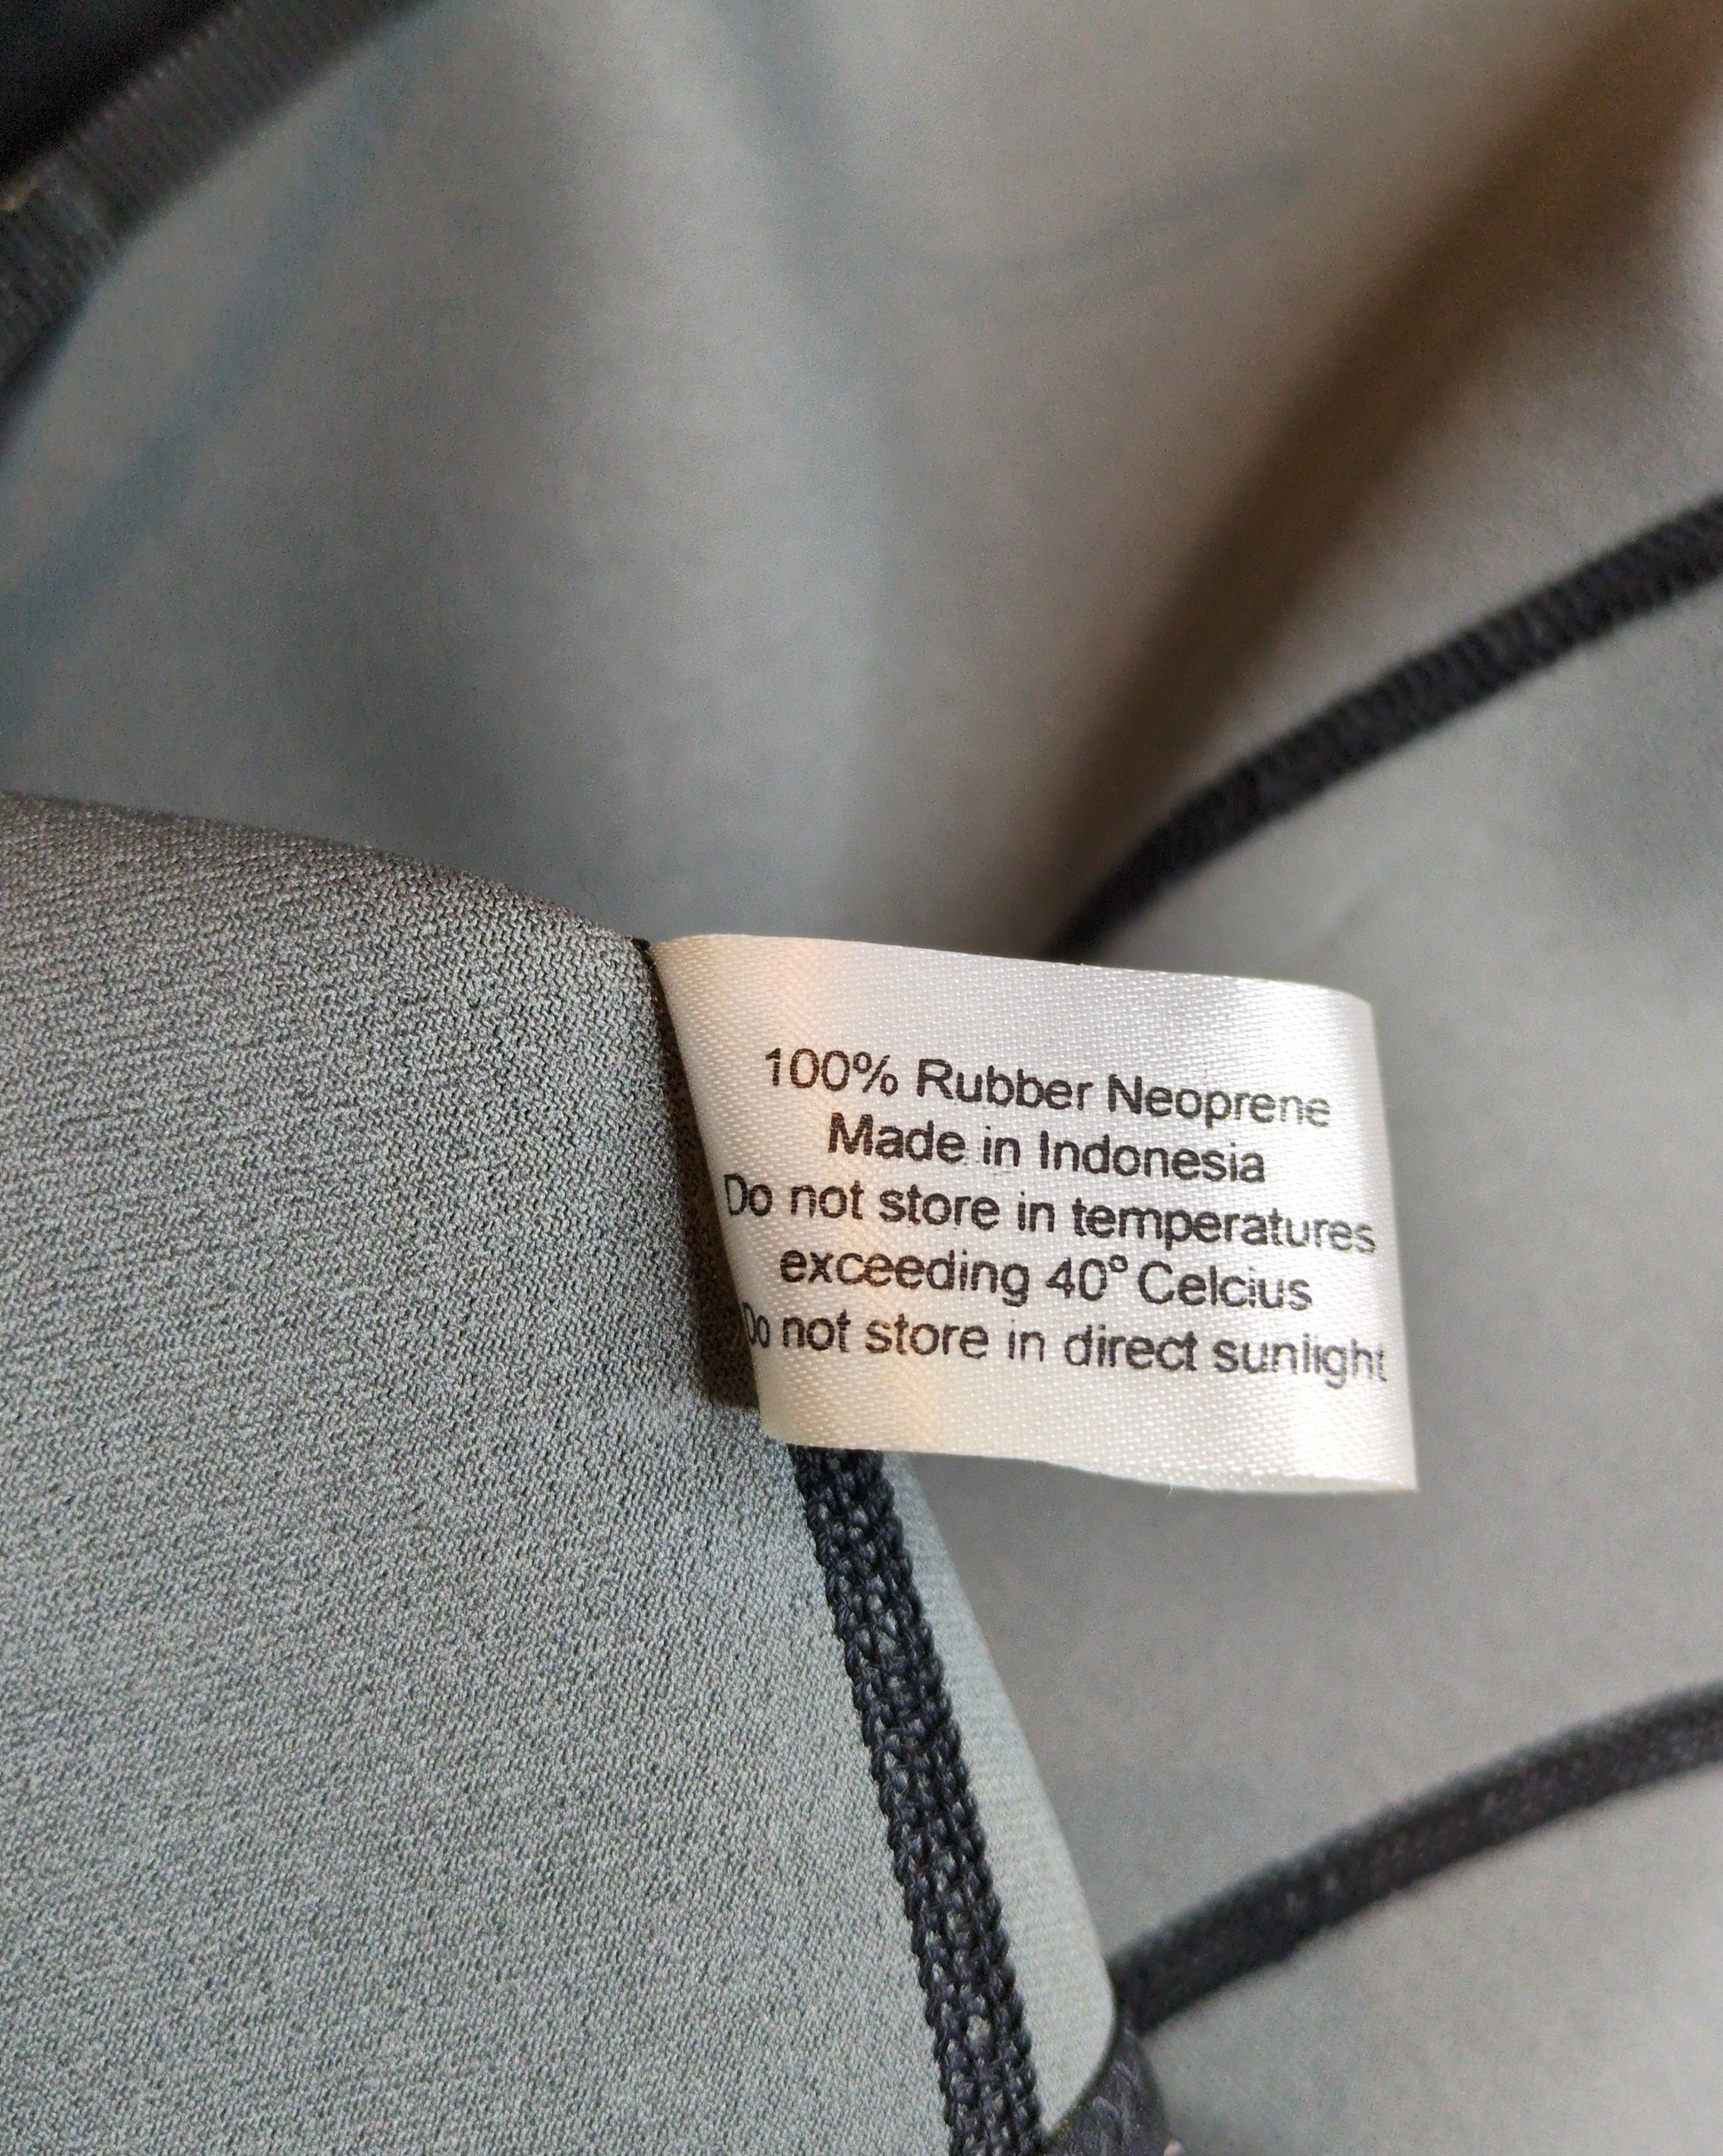 100% Rubber Neoprene
Made in Indonesia
Do not store in temperatures
exceeding 40° Celcius
Do not store in direct sunlight